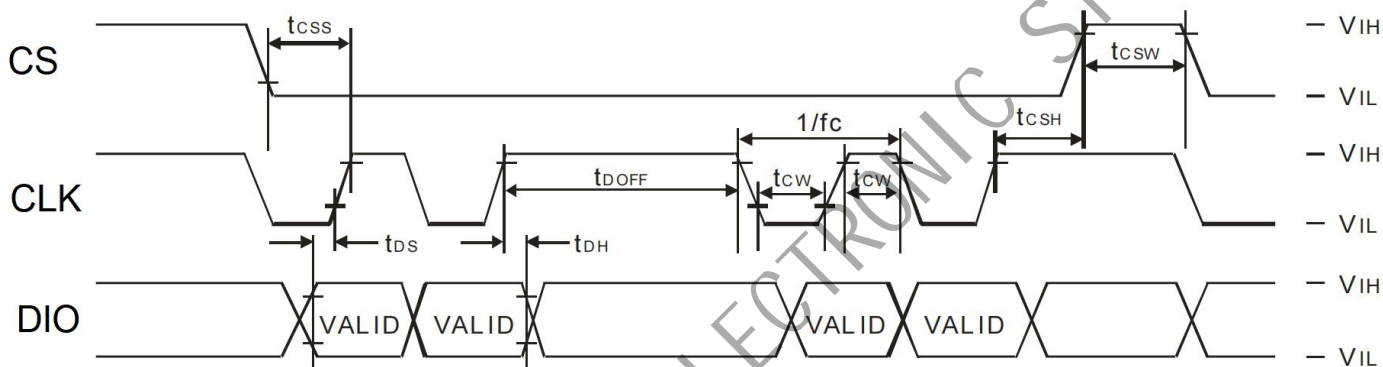 CS
tCSS
tCSW
VIH
VIL
CLK
1/fc
tCSH
tDOFF
tCW
tCW
VIH
VIL
tDS
tDH
DIO
VALID
VALID
VALID
VALID
VIH
VIL
ELECTRONIC